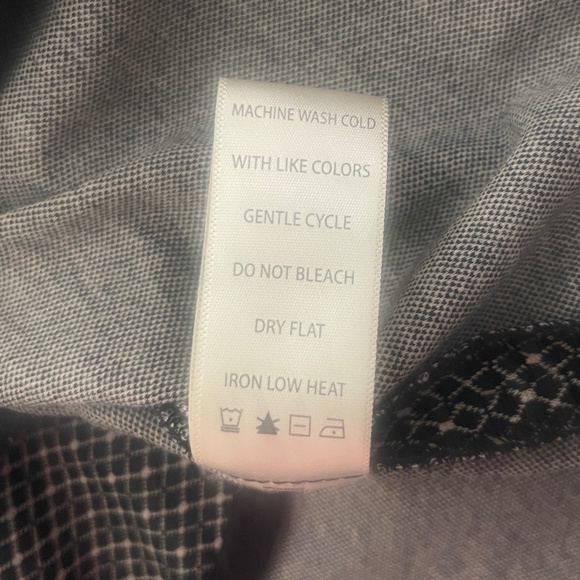 MACHINE WASH COLD
WITH LIKE COLORS
GENTLE CYCLE
DO NOT BLEACH
DRY FLAT
IRON LOW HEAT